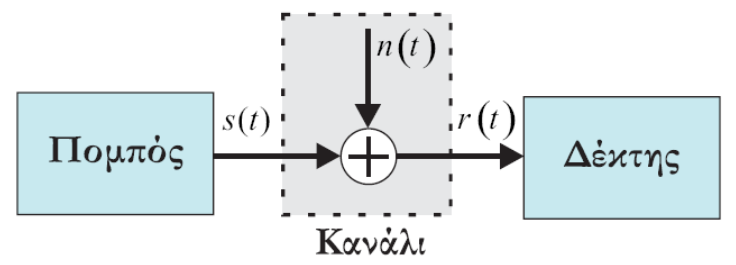 n(t)
Πομπός
s(t)
+
r(t)
Δέκτης
Κανάλι